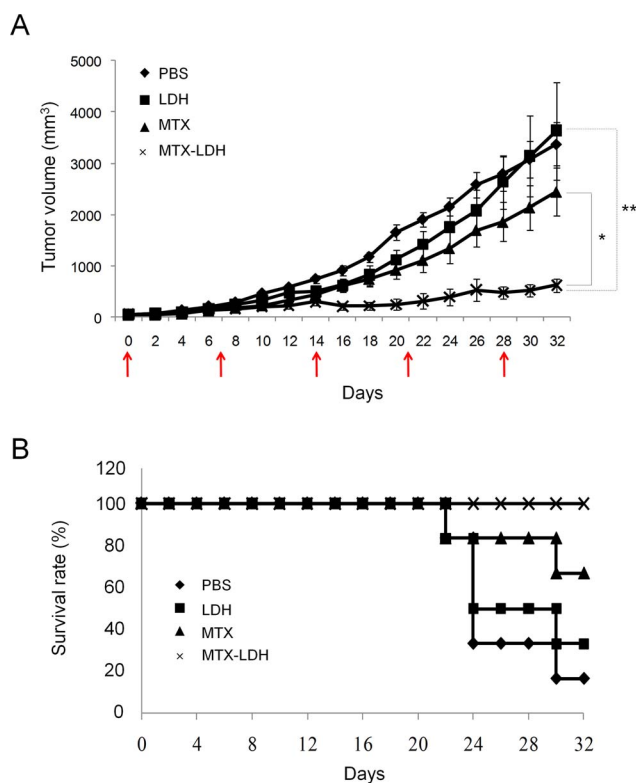 A
5000
4000
3000
2000
1000
0
Tumor volume (mm³)
PBS
LDH
MTX
MTX-LDH
*
**
0 2 4 6 8 10 12 14 16 18 20 22 24 26 28 30 32
Days
B
120
100
80
60
40
20
0
Survival rate (%)
PBS
LDH
MTX
MTX-LDH
0 4 8 12 16 20 24 28 32
Days